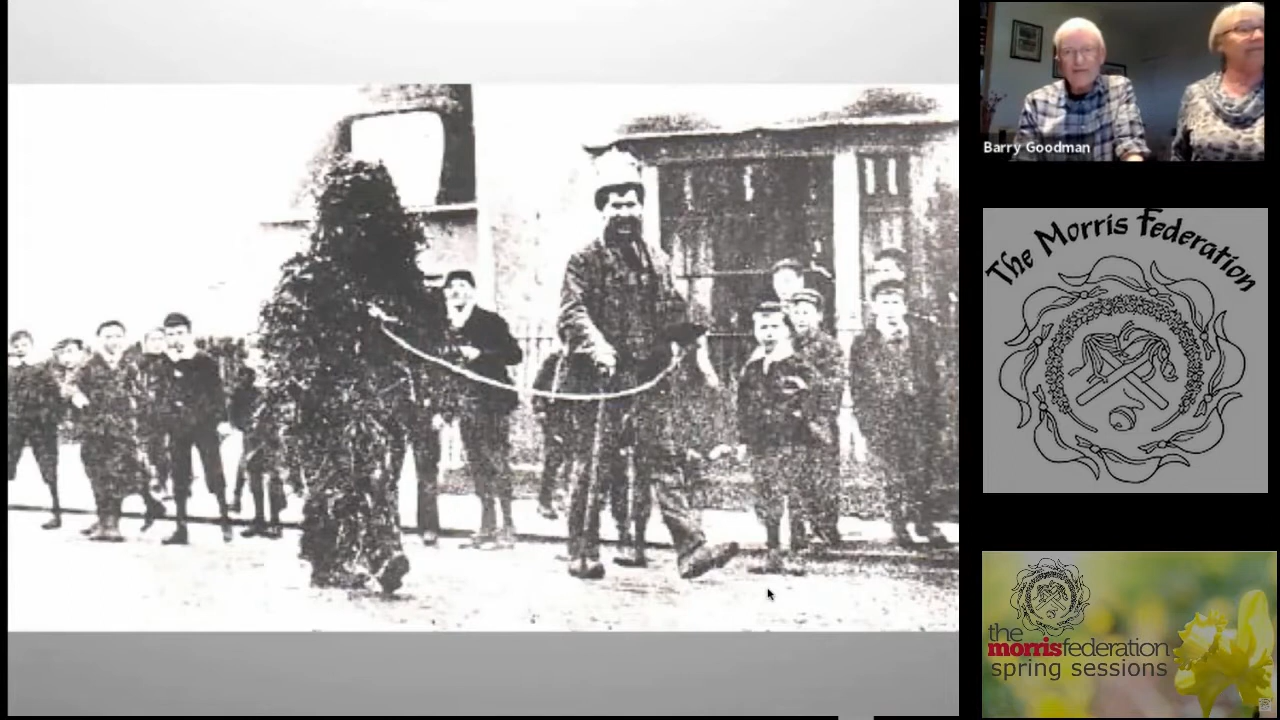 Barry Goodman
The Morris Federation
the
morrisfederation
spring sessions